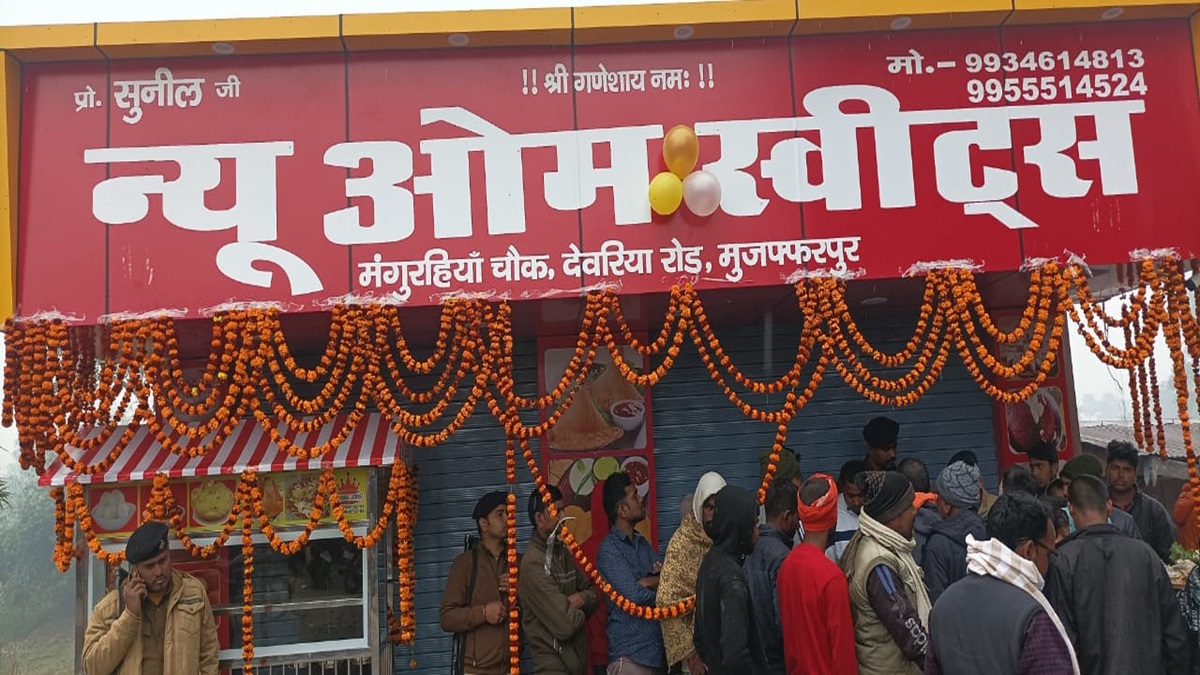 !! श्री गणेशाय नमः !!
प्रो. सुनील जी
मो.- 9934614813
9955514524
न्यू ओम स्वीट्स
मंगुरहियाँ चौक, देवरिया रोड, मुजफ्फरपुर